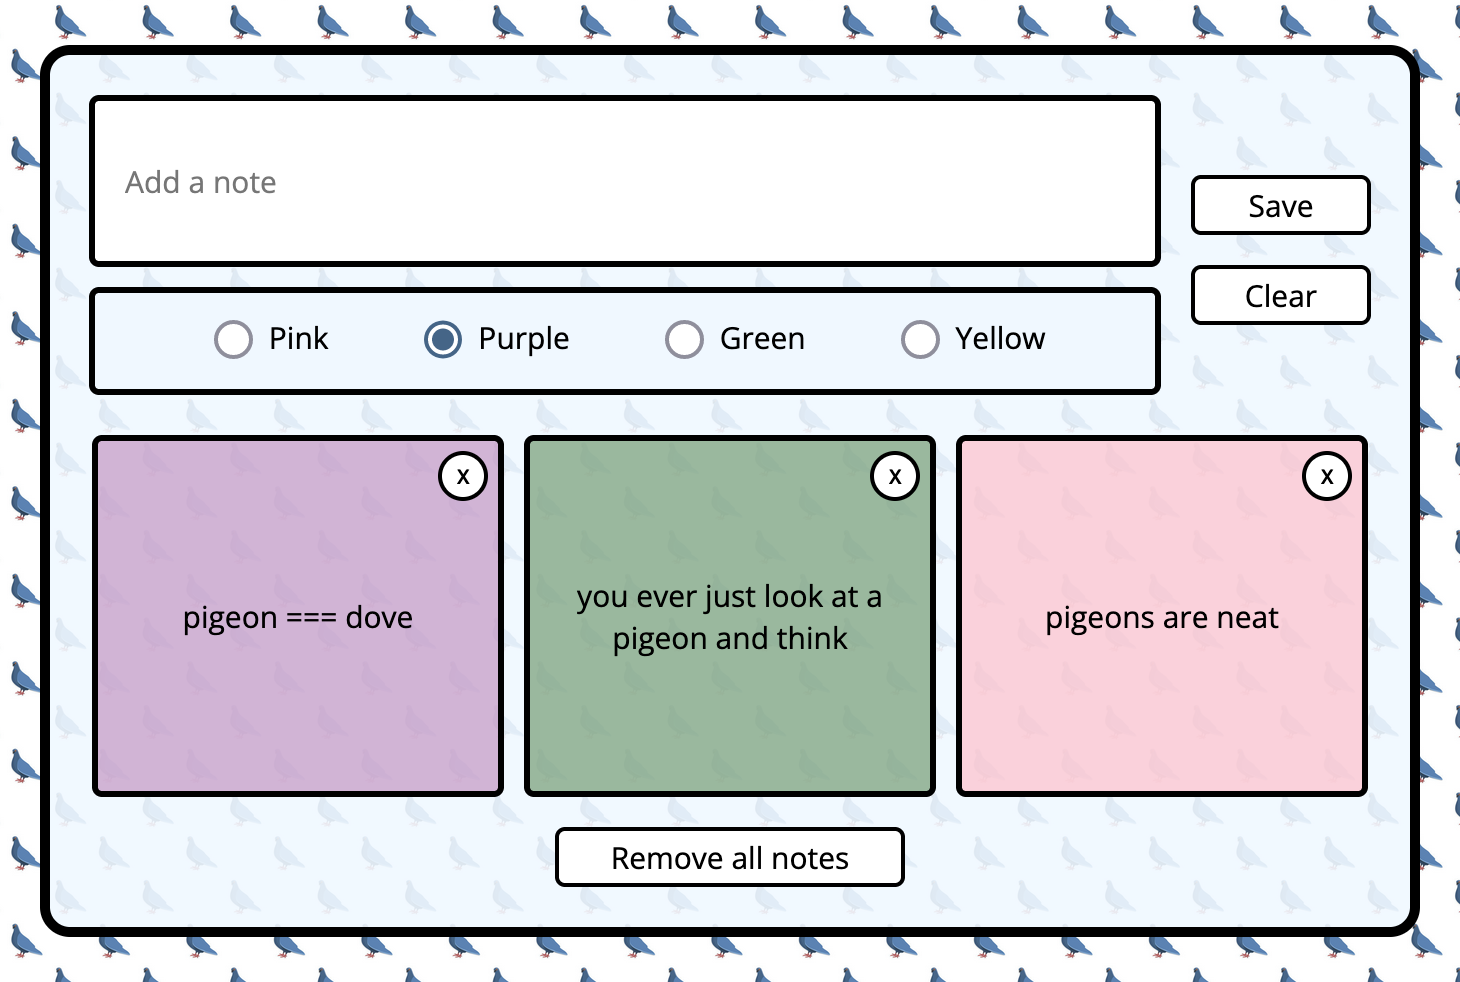 Add a note
Save
Clear
Pink
Purple
Green
Yellow
X
X
X
pigeon === dove
you ever just look at a
pigeon and think
pigeons are neat
Remove all notes